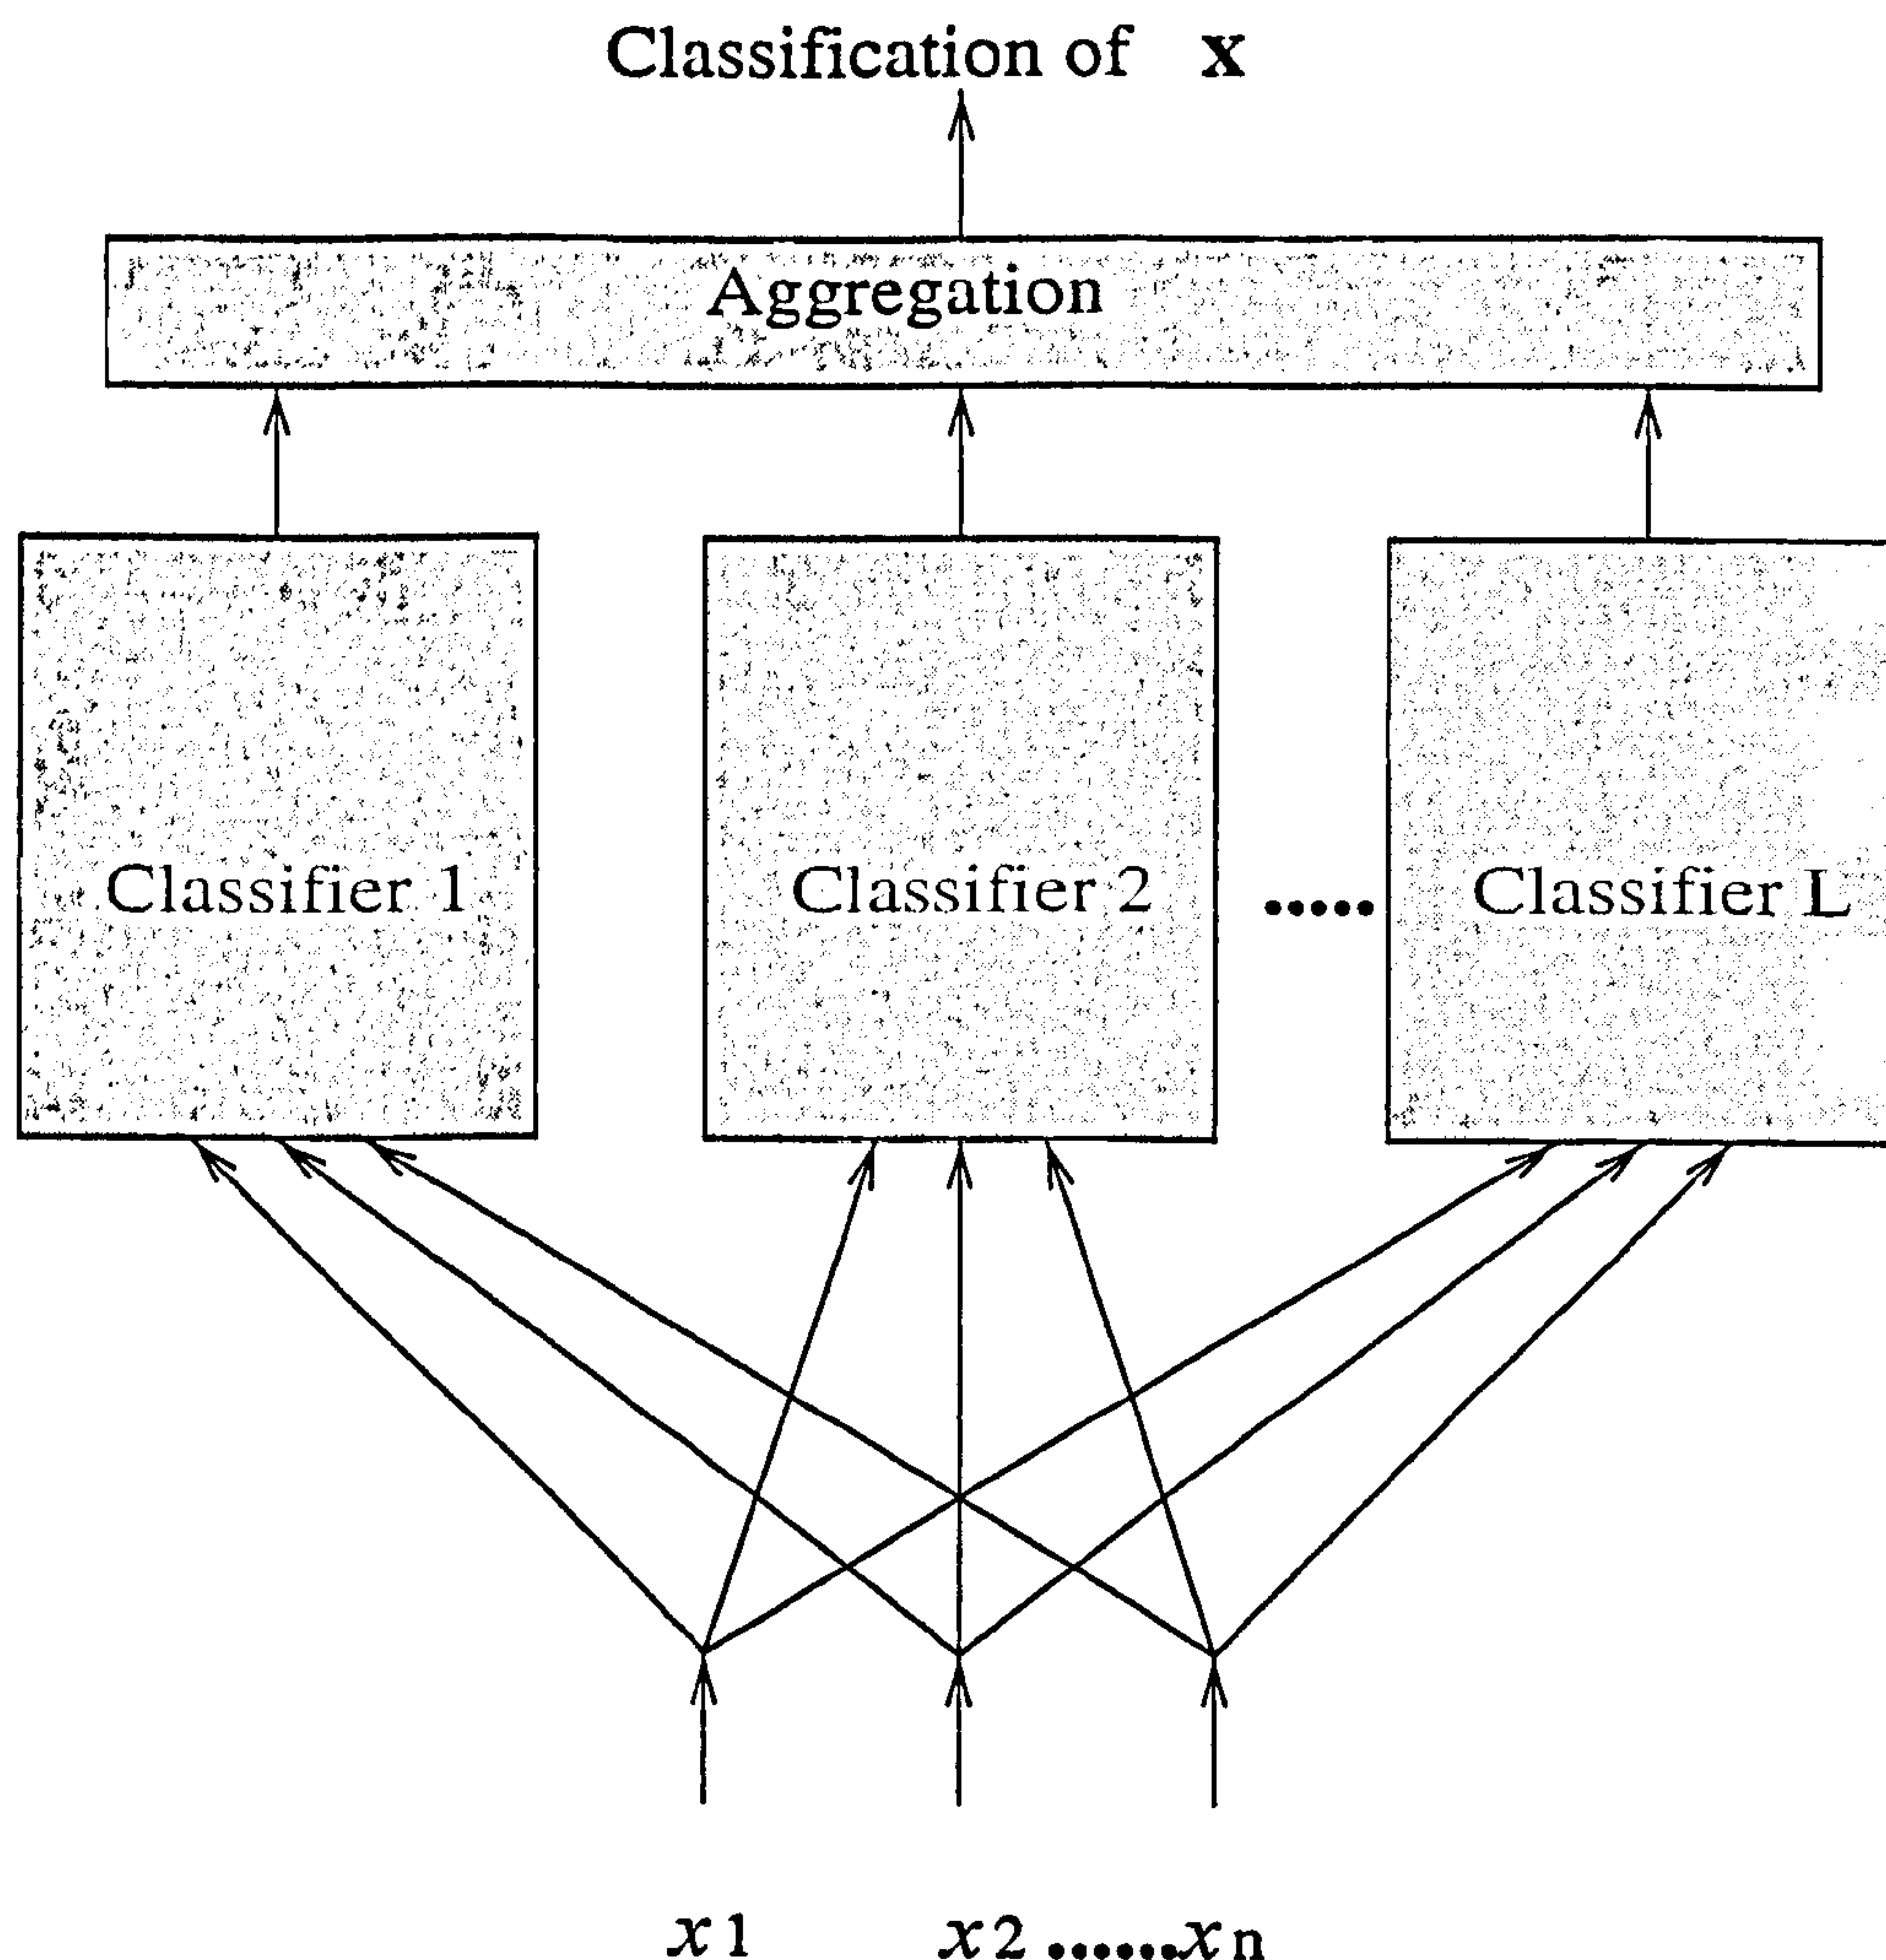 Classification of x
Aggregation
Classifier 1
Classifier 2 ..... Classifier L
x1 x2 ...... xn